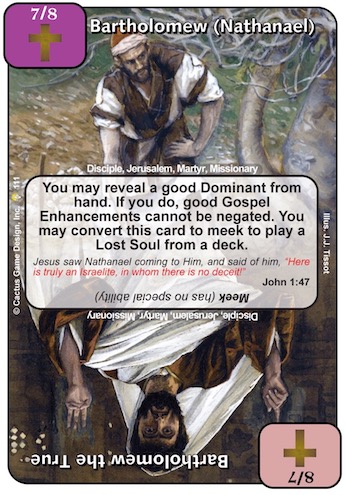 7/8
Bartholomew (Nathanael)
Disciple, Jerusalem, Martyr, Missionary
You may reveal a good Dominant from
hand. If you do, good Gospel
Enhancements cannot be negated. You
may convert this card to meek to play a
Lost Soul from a deck.
Jesus saw Nathanael coming to Him, and said of him, "Here
is truly an Israelite, in whom there is no deceit!"
John 1:47
© Cactus Game Design, Inc.
111
Illus. J.J. Tissot
Meek (has no special ability)
Disciple, Jerusalem, Martyr, Missionary
Bartholomew the True
7/8